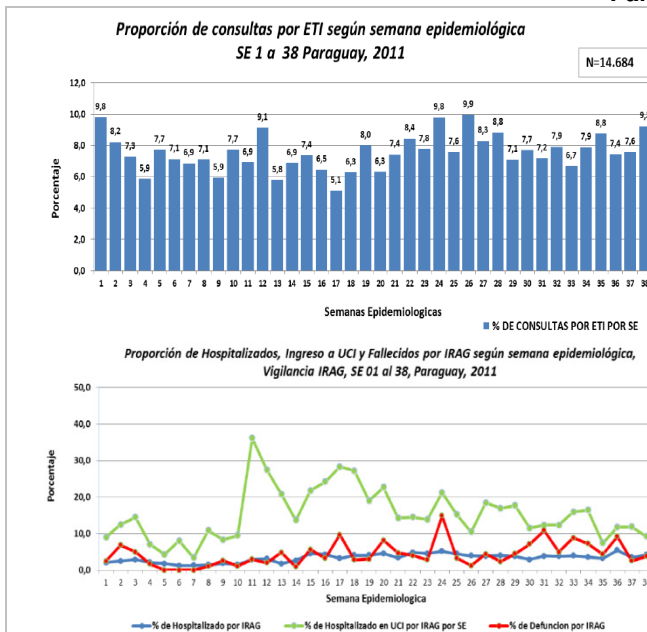 Proporción de consultas por ETI según semana epidemiológica
SE 1 a 38 Paraguay, 2011
N=14.684
Porcentaje
12,0
10,0
8,0
6,0
4,0
2,0
0,0
9,8 8,2 7,3 5,9 7,7 7,1 6,9 7,1 5,9 7,7 6,9 9,1 5,8 6,9 7,4 6,5 5,1 6,3 8,0 6,3 7,4 8,4 7,8 9,8 7,6 9,9 8,3 8,8 7,1 7,7 7,2 7,9 6,7 7,9 8,8 7,4 7,6
1 2 3 4 5 6 7 8 9 10 11 12 13 14 15 16 17 18 19 20 21 22 23 24 25 26 27 28 29 30 31 32 33 34 35 36 37 38
Semanas Epidemiologicas
% DE CONSULTAS POR ETI POR SE
Proporción de Hospitalizados, Ingreso a UCI y Fallecidos por IRAG según semana epidemiológica,
Vigilancia IRAG, SE 01 al 38, Paraguay, 2011
Porcentaje
50,0
40,0
30,0
20,0
10,0
0,0
1 2 3 4 5 6 7 8 9 10 11 12 13 14 15 16 17 18 19 20 21 22 23 24 25 26 27 28 29 30 31 32 33 34 35 36 37 38
Semana Epidemiologica
% de Hospitalizado por IRAG % de Hospitalizado en UCI por IRAG por SE % de Defuncion por IRAG